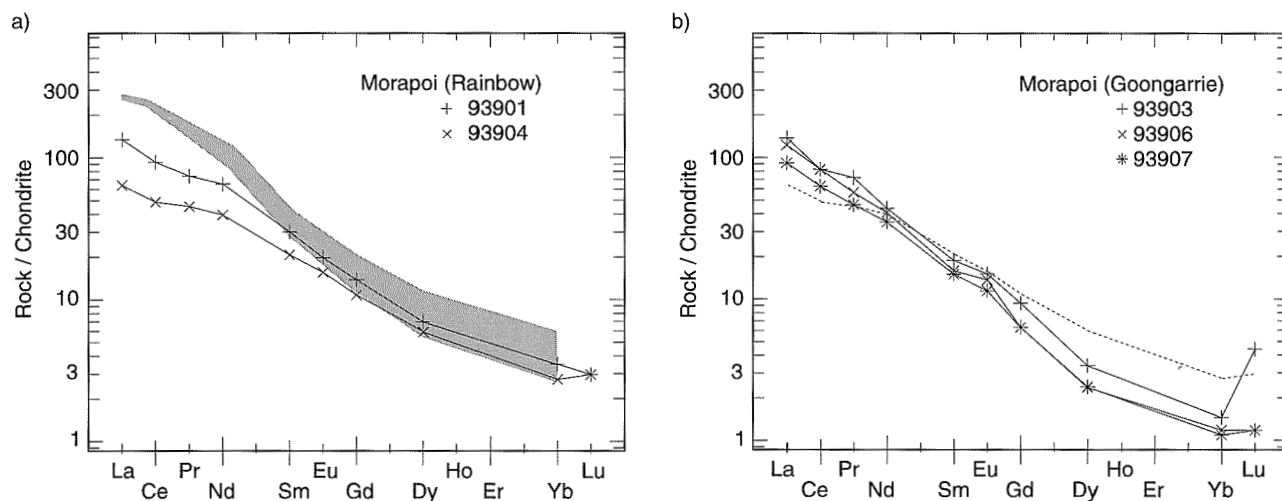 a)
Rock / Chondrite
300
100
30
10
3
1
Morapoi (Rainbow)
+ 93901
× 93904
La Pr Eu Ho Lu
Ce Nd Sm Gd Dy Er Yb
b)
Rock / Chondrite
300
100
30
10
3
1
Morapoi (Goongarrie)
+ 93903
× 93906
✳ 93907
La Pr Eu Ho Lu
Ce Nd Sm Gd Dy Er Yb